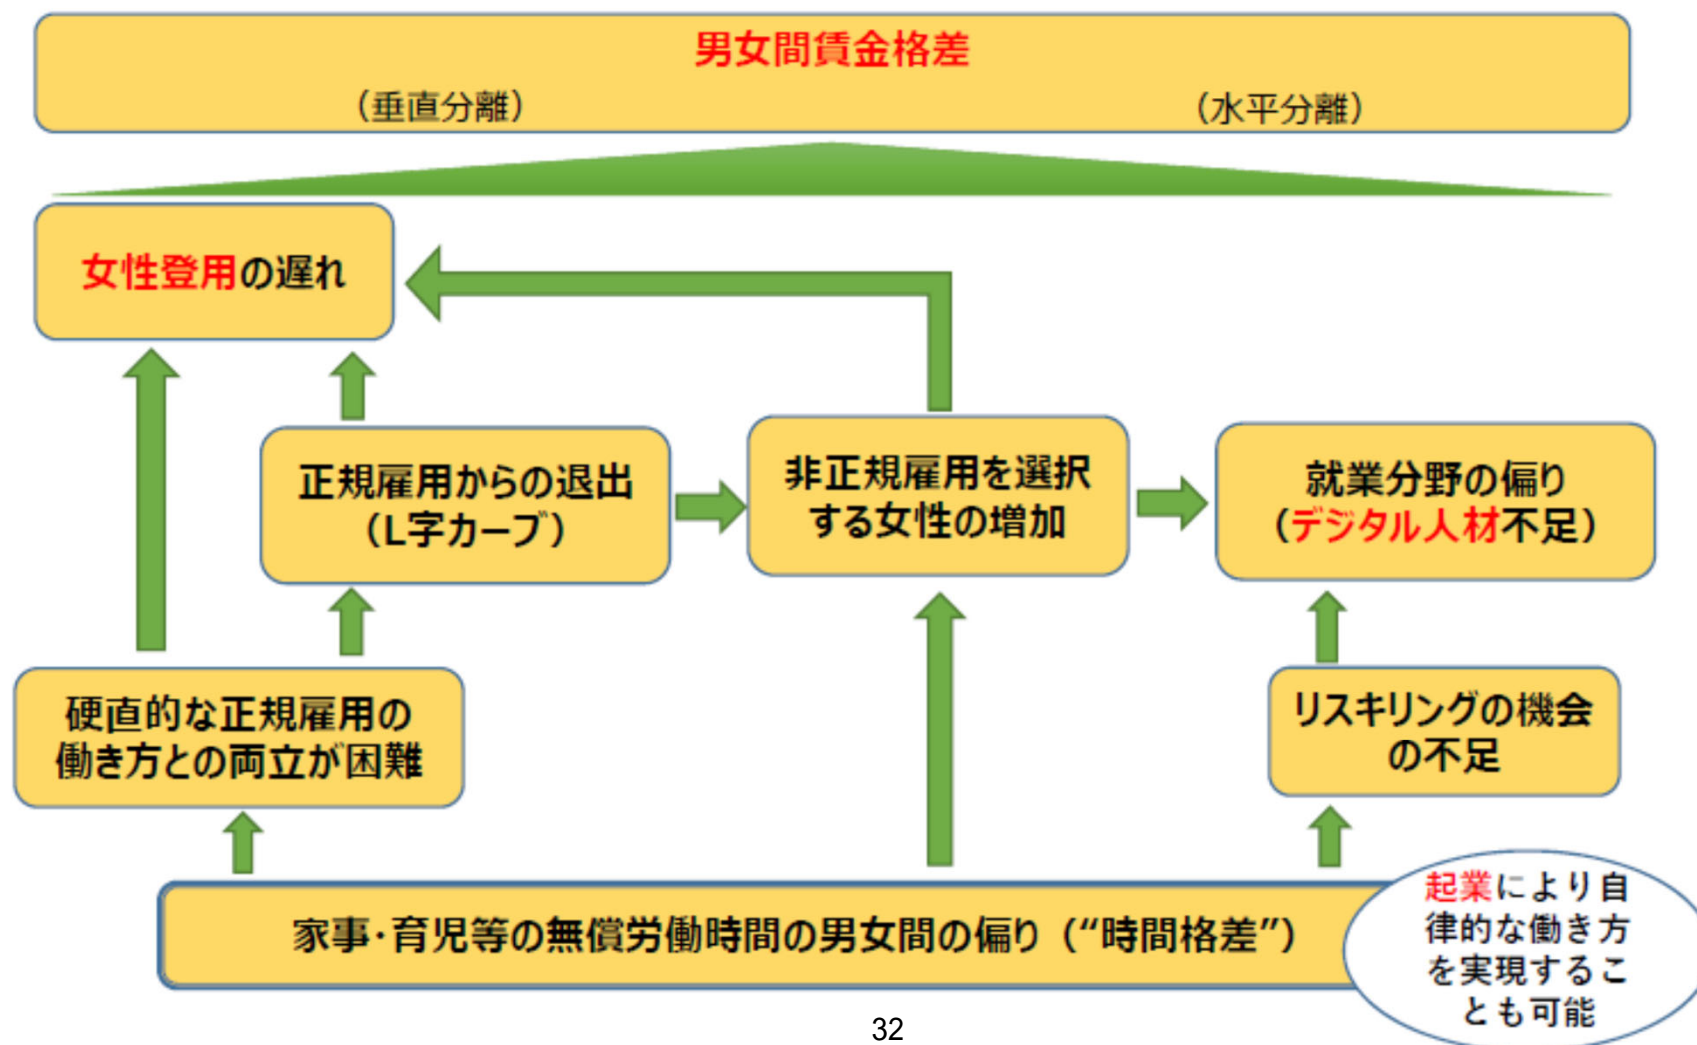 男女間賃金格差
（垂直分離）
（水平分離）
女性登用の遅れ
正規雇用からの退出
（L字カーブ）
非正規雇用を選択
する女性の増加
就業分野の偏り
（デジタル人材不足）
硬直的な正規雇用の
働き方との両立が困難
リスキリングの機会
の不足
家事・育児等の無償労働時間の男女間の偏り（“時間格差”）
起業により自
律的な働き方
を実現するこ
とも可能
32